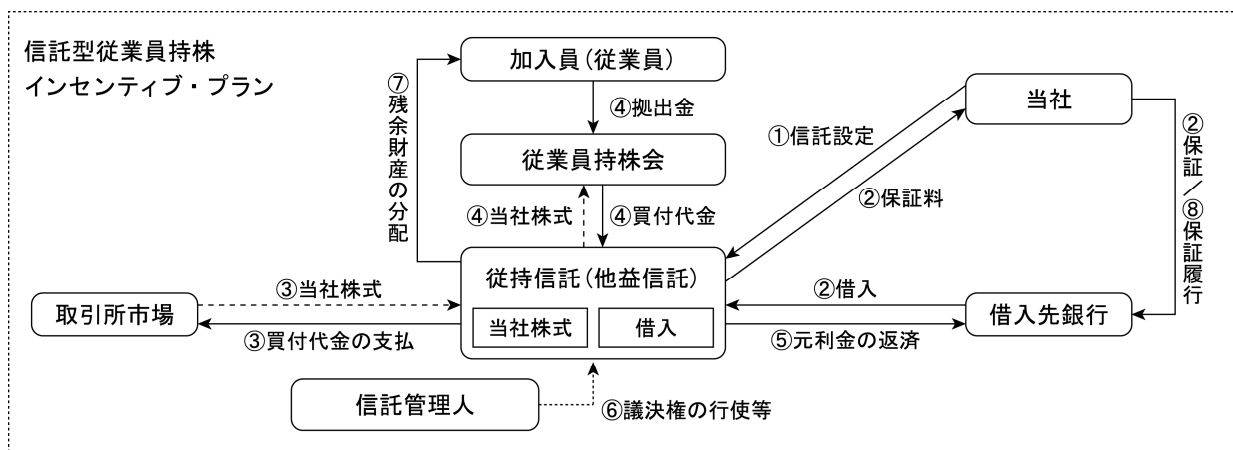 信託型従業員持株
インセンティブ・プラン
加入員（従業員）
⑦残余財産の分配
④拠出金
当社
①信託設定
②保証／⑧保証履行
従業員持株会
②保証料
④当社株式
④買付代金
従持信託（他益信託）
③当社株式
②借入
取引所市場
当社株式
借入
借入先銀行
③買付代金の支払
⑤元利金の返済
信託管理人
⑥議決権の行使等